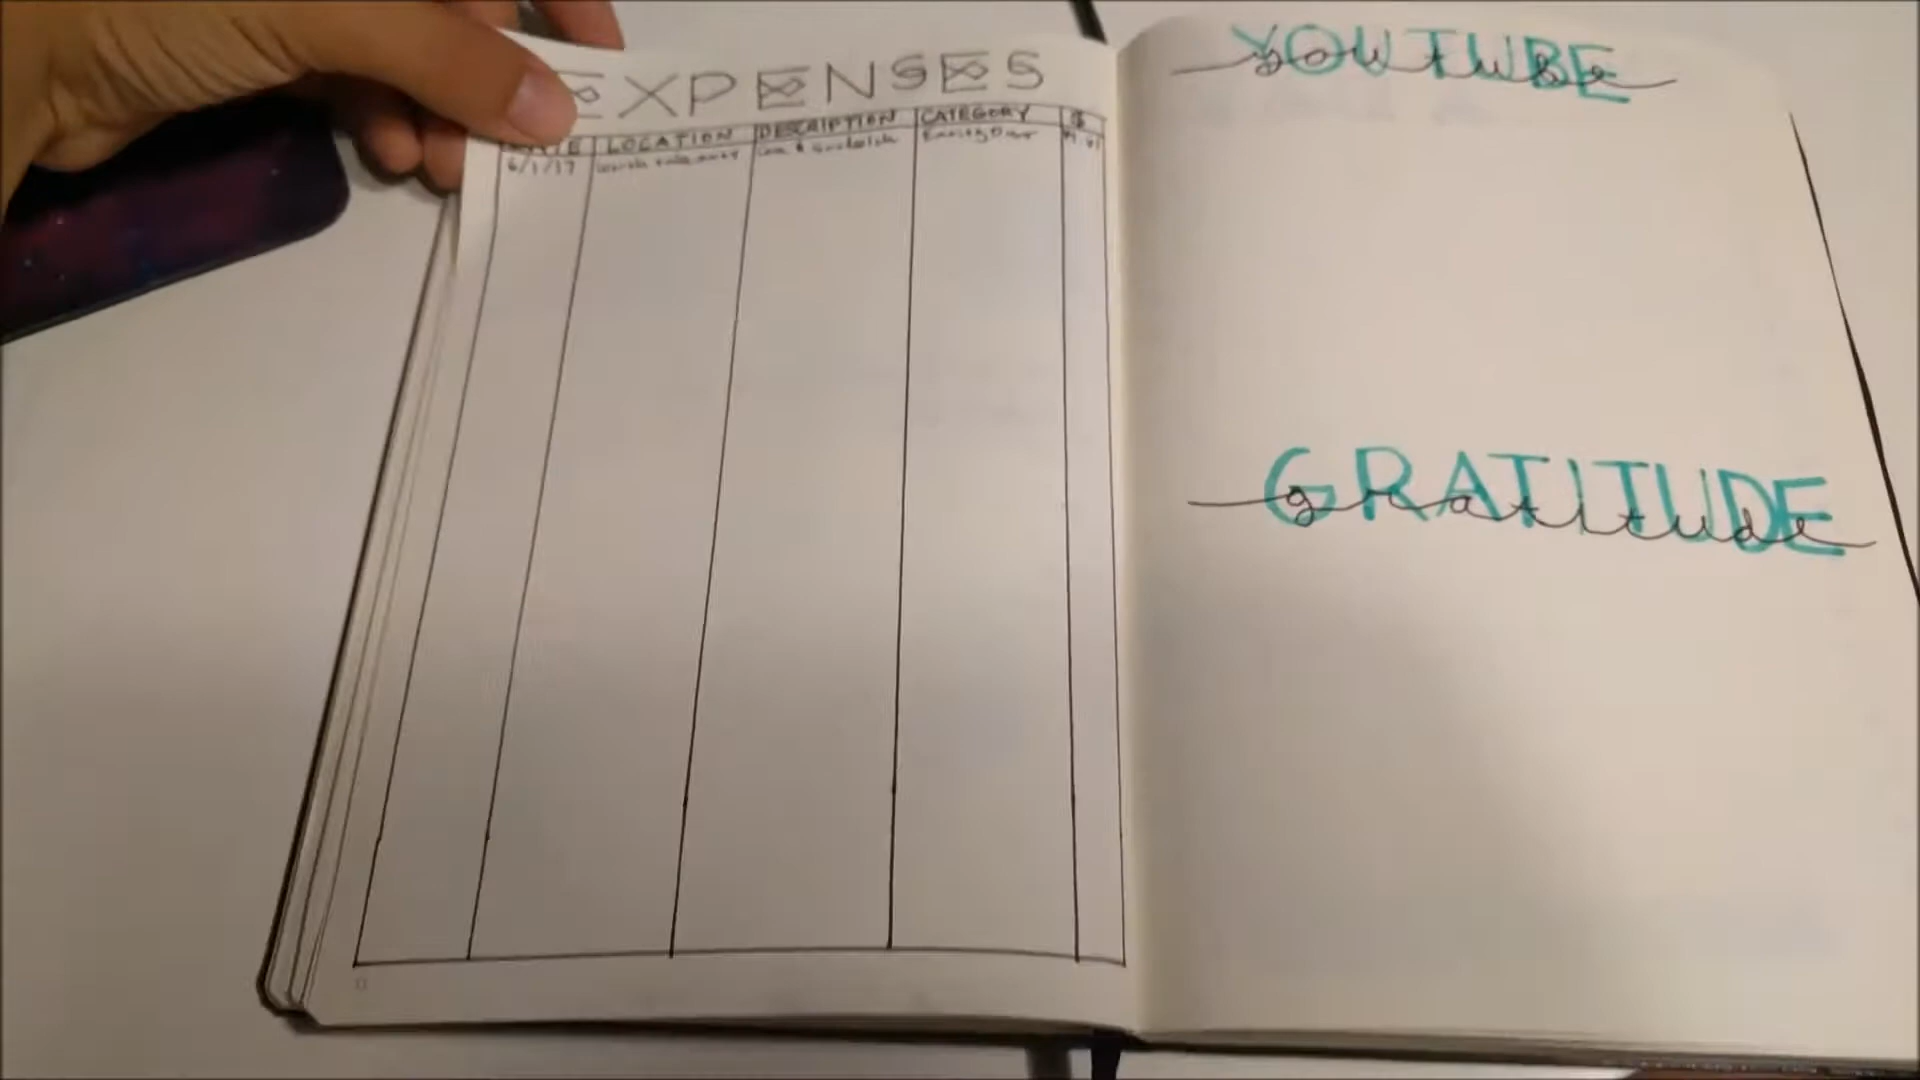 EXPENSES
DATE LOCATION DESCRIPTION CATEGORY $
6/1/17
YOUTUBE
youtube
GRATITUDE
gratitude